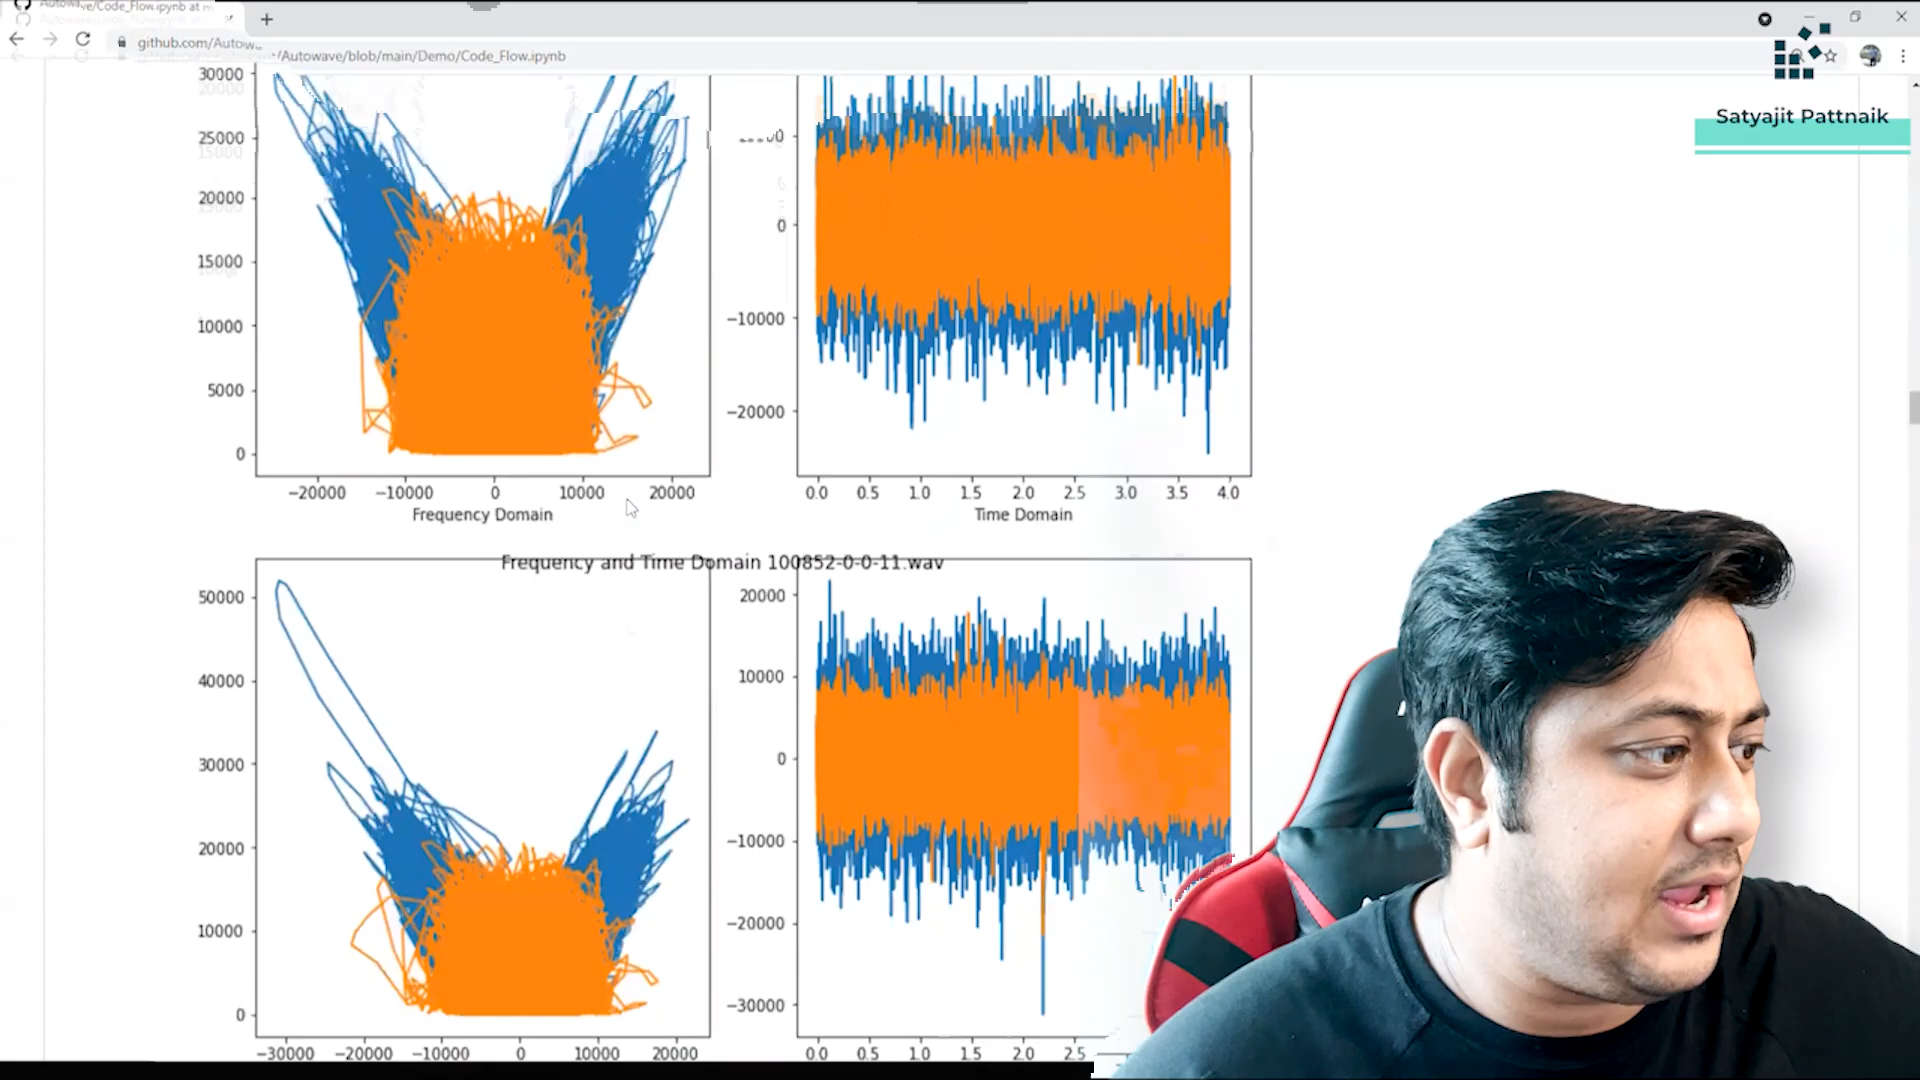 /Code_Flow.ipynb at
github.com/Autow
/Autowave/blob/main/Demo/Code_Flow.ipynb
Satyajit Pattnaik
30000
25000
20000
15000
10000
5000
0
−20000 −10000 0 10000 20000
Frequency Domain
0
−10000
−20000
0.0 0.5 1.0 1.5 2.0 2.5 3.0 3.5 4.0
Time Domain
Frequency and Time Domain 100852-0-0-11.wav
50000
40000
30000
20000
10000
0
−30000 −20000 −10000 0 10000 20000
20000
10000
0
−10000
−20000
−30000
0.0 0.5 1.0 1.5 2.0 2.5